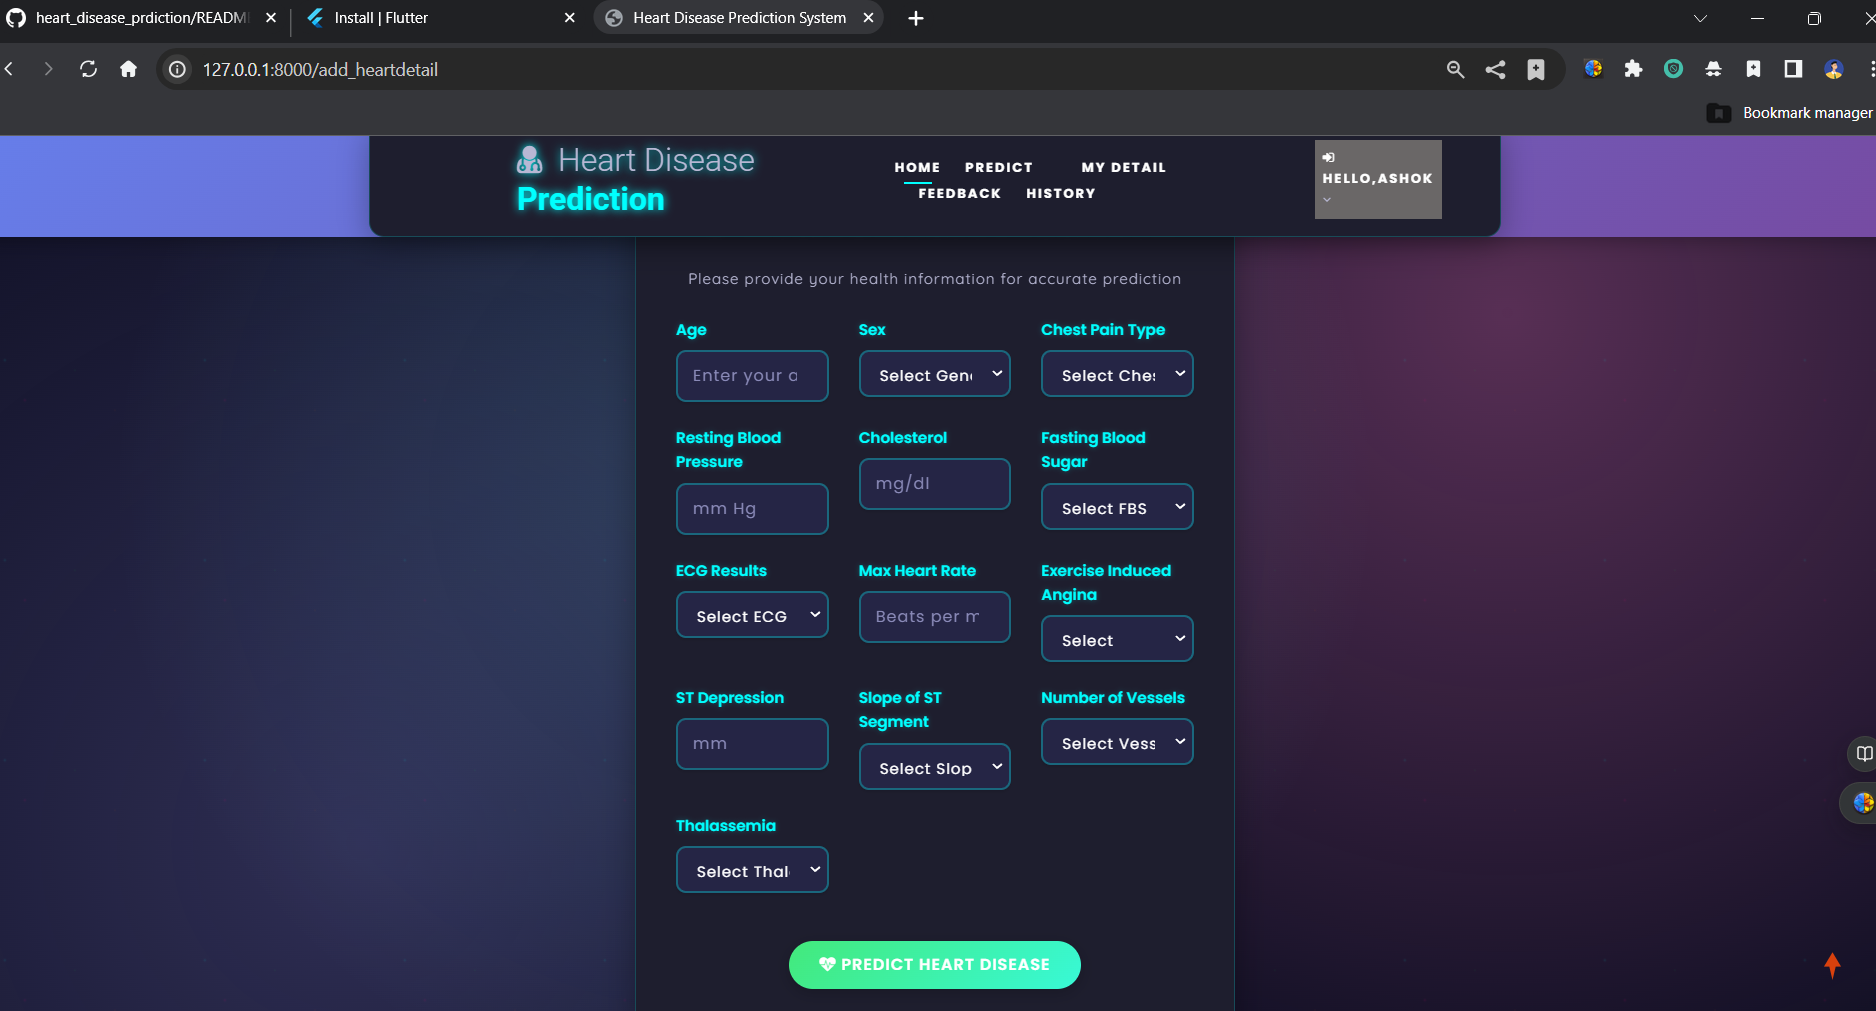 heart_disease_prdiction/READM
Install | Flutter
Heart Disease Prediction System
127.0.0.1:8000/add_heartdetail
Bookmark manager
Heart Disease
Prediction
HOME PREDICT MY DETAIL
FEEDBACK HISTORY
HELLO,ASHOK
Please provide your health information for accurate prediction
Age Sex Chest Pain Type
Enter your a Select Gen Select Ches
Resting Blood Pressure Cholesterol Fasting Blood Sugar
mm Hg mg/dl Select FBS
ECG Results Max Heart Rate Exercise Induced Angina
Select ECG Beats per m Select
ST Depression Slope of ST Segment Number of Vessels
mm Select Slop Select Vess
Thalassemia
Select Thal
PREDICT HEART DISEASE